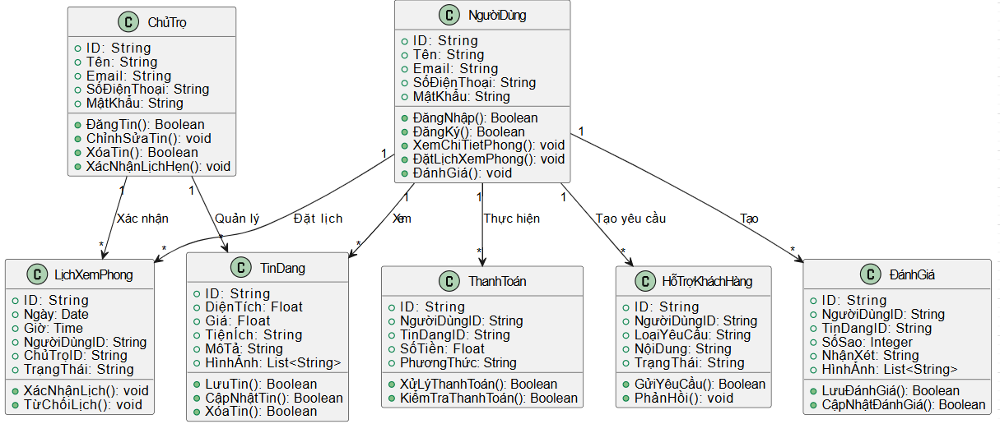 C ChủTrọ
ID: String
Tên: String
Email: String
SốĐiệnThoại: String
MậtKhẩu: String
ĐăngTin(): Boolean
ChỉnhSửaTin(): void
XóaTin(): Boolean
XácNhậnLịchHẹn(): void
C NgườiDùng
ID: String
Tên: String
Email: String
SốĐiệnThoại: String
MậtKhẩu: String
ĐăngNhập(): Boolean
ĐăngKý(): Boolean
XemChiTietPhong(): void
ĐặtLịchXemPhong(): void
ĐánhGiá(): void
1
1
1
1
1
1
1
Xác nhận
Quản lý
Đặt lịch
Xem
Thực hiện
Tạo yêu cầu
Tạo
*
*
*
*
*
*
*
C LịchXemPhong
ID: String
Ngày: Date
Giờ: Time
NgườiDùngID: String
ChủTrọID: String
TrạngThái: String
XácNhậnLịch(): void
TừChốiLịch(): void
C TinDang
ID: String
DiệnTích: Float
Giá: Float
TiệnÍch: String
MôTả: String
HìnhẢnh: List<String>
LưuTin(): Boolean
CậpNhậtTin(): Boolean
XóaTin(): Boolean
C ThanhToán
ID: String
NgườiDùngID: String
TinDangID: String
SốTiền: Float
PhươngThức: String
XửLýThanhToán(): Boolean
KiểmTraThanhToán(): Boolean
C HỗTrợKháchHàng
ID: String
NgườiDùngID: String
LoạiYêuCầu: String
NộiDung: String
TrạngThái: String
GửiYêuCầu(): Boolean
PhảnHồi(): void
C ĐánhGiá
ID: String
NgườiDùngID: String
TinDangID: String
SốSao: Integer
NhậnXét: String
HìnhẢnh: List<String>
LưuĐánhGiá(): Boolean
CậpNhậtĐánhGiá(): Boolean